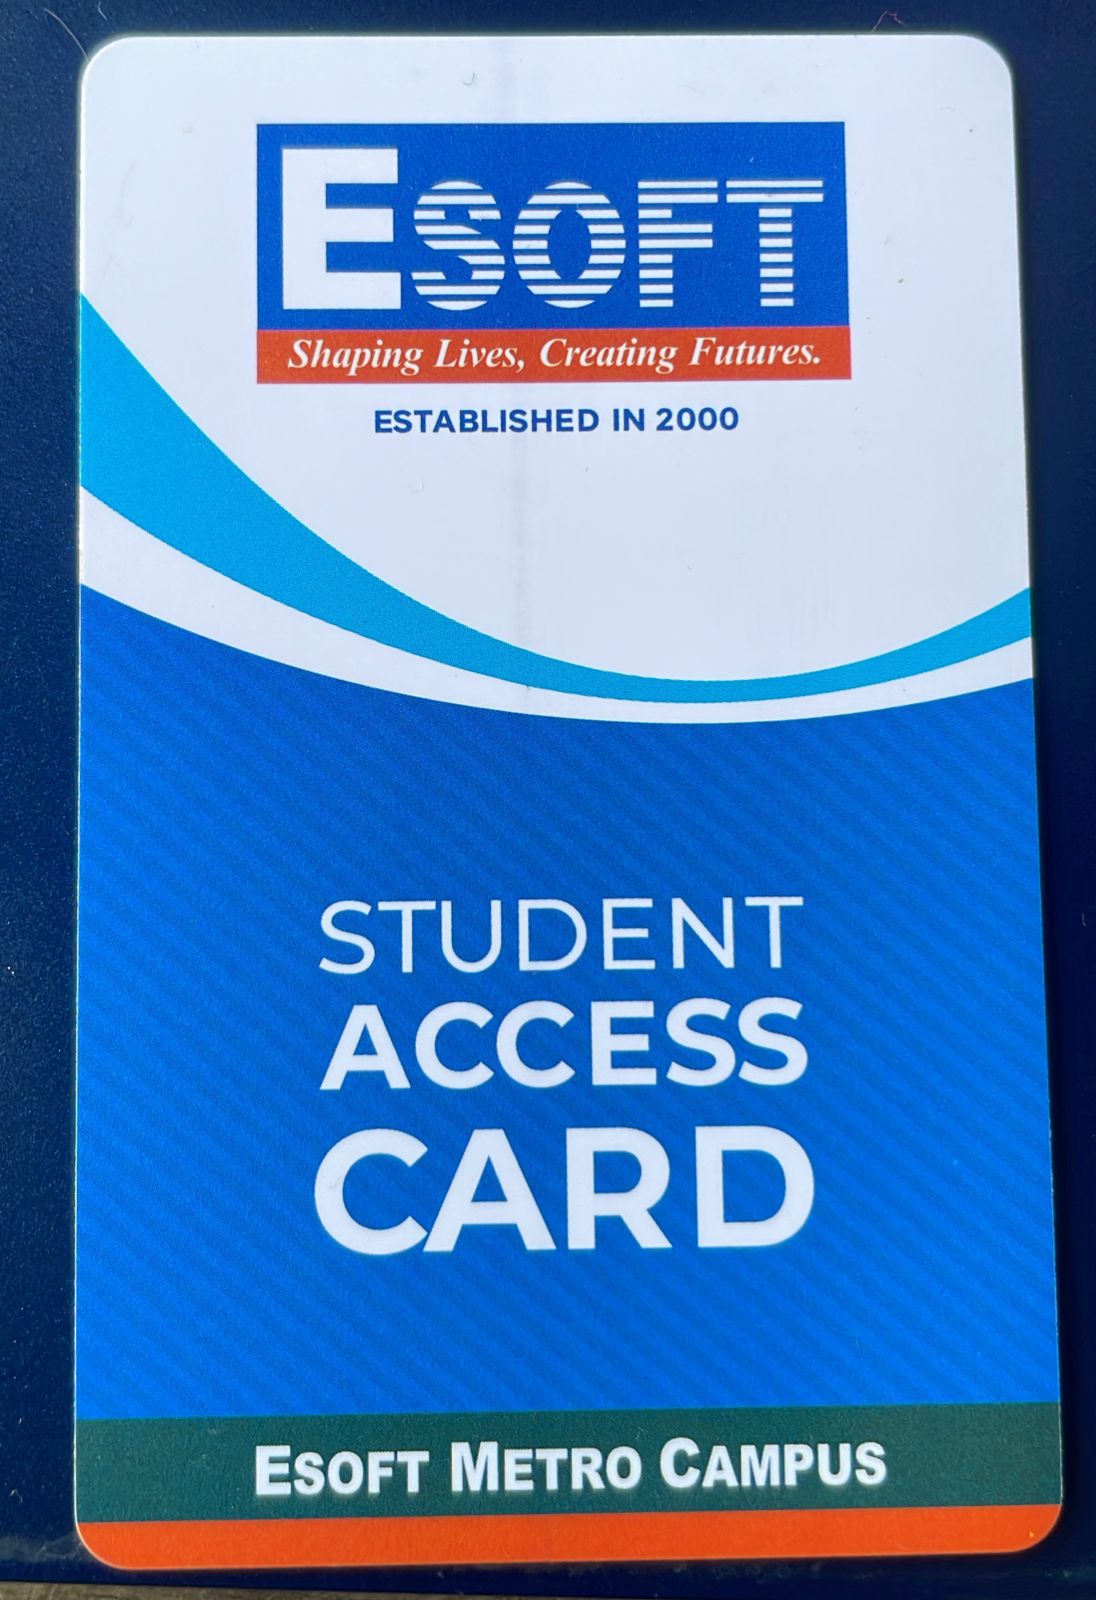 ESOFT
Shaping Lives, Creating Futures.
ESTABLISHED IN 2000
STUDENT
ACCESS
CARD
ESOFT METRO CAMPUS